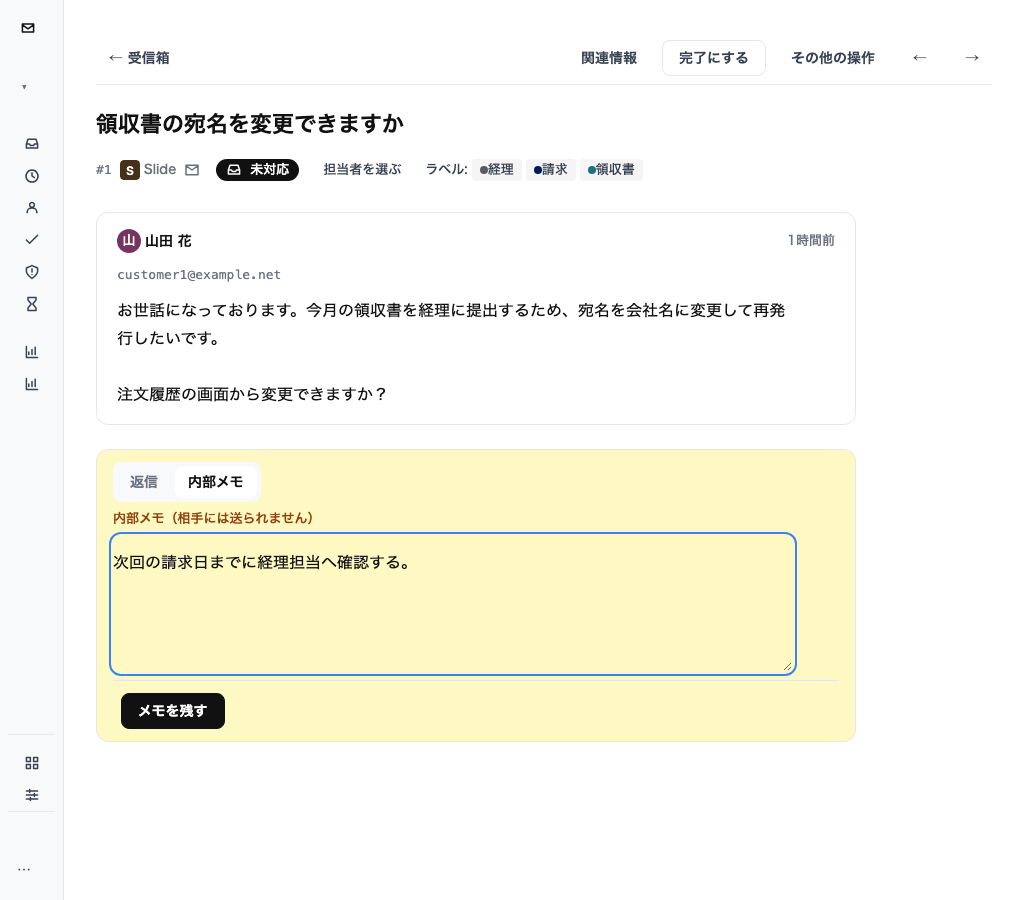 ← 受信箱
関連情報
完了にする
その他の操作
←
→
領収書の宛名を変更できますか
#1 S Slide 未対応 担当者を選ぶ ラベル: 経理 請求 領収書
山 山田 花
1時間前
customer1@example.net
お世話になっております。今月の領収書を経理に提出するため、宛名を会社名に変更して再発
行したいです。
注文履歴の画面から変更できますか？
返信
内部メモ
内部メモ（相手には送られません）
次回の請求日までに経理担当へ確認する。
メモを残す